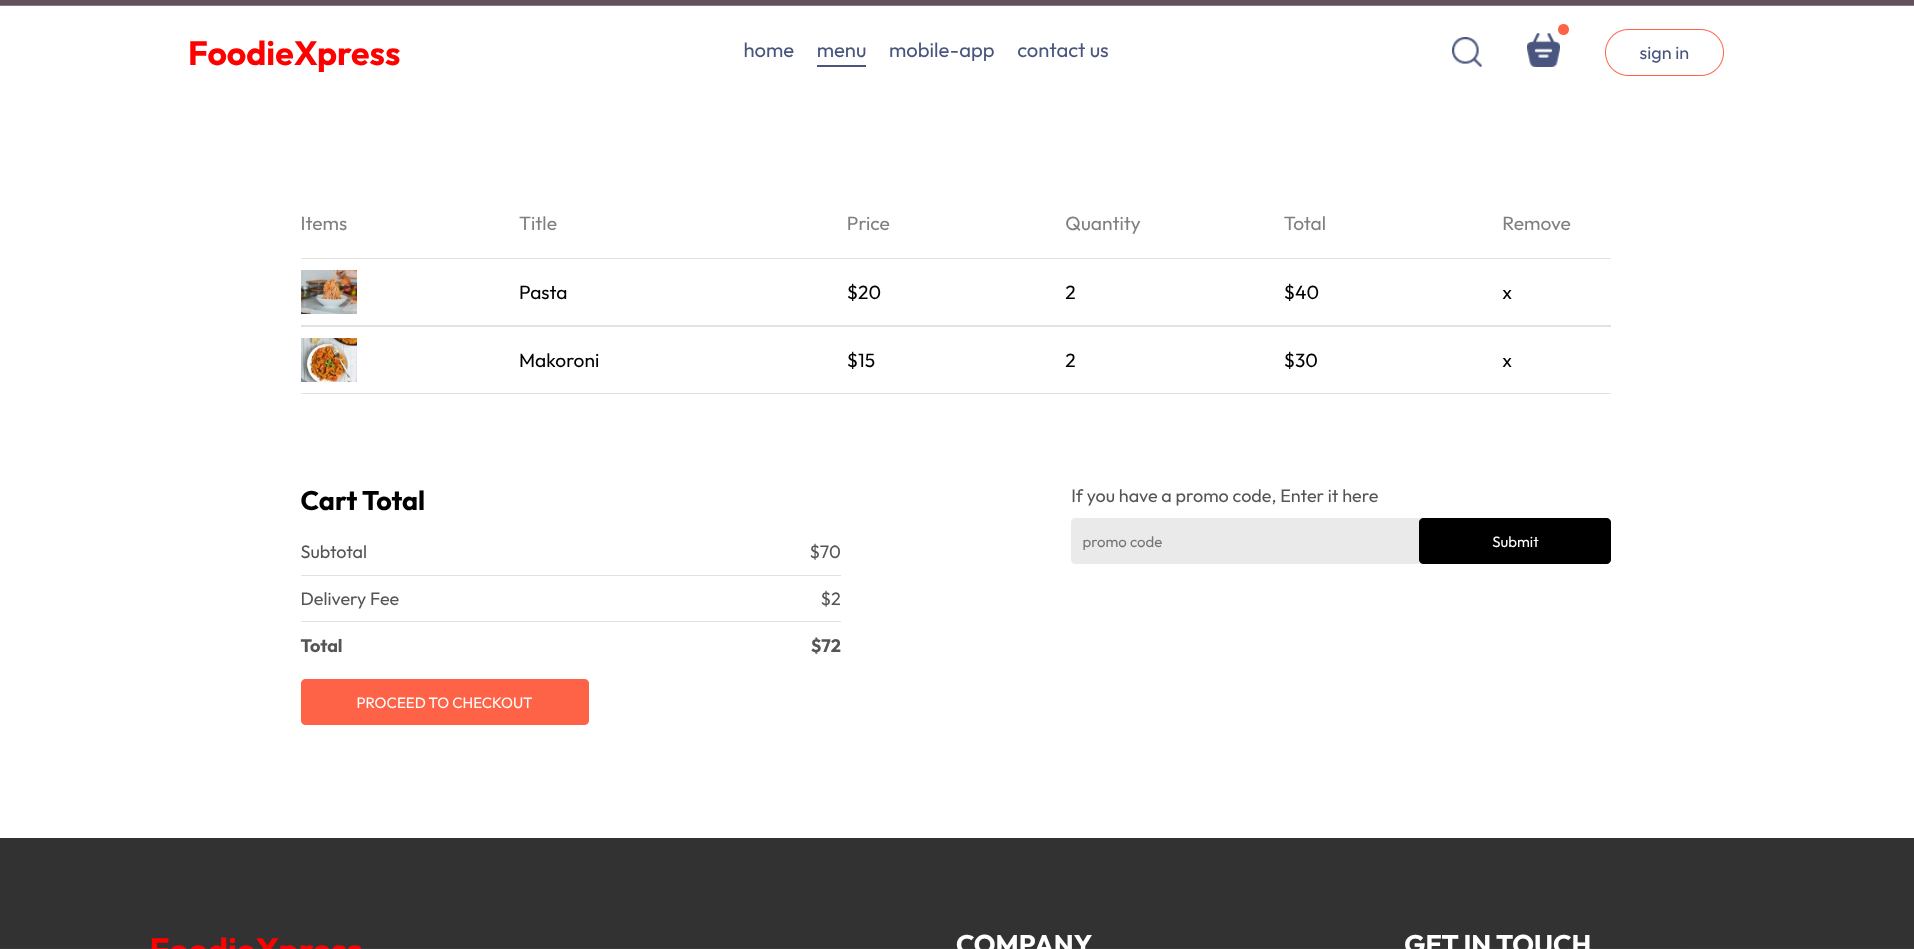 FoodieXpress home menu mobile-app contact us sign in
Items Title Price Quantity Total Remove
Pasta $20 2 $40 x
Makoroni $15 2 $30 x
Cart Total
If you have a promo code, Enter it here
promo code Submit
Subtotal $70
Delivery Fee $2
Total $72
PROCEED TO CHECKOUT
FoodieXpress COMPANY GET IN TOUCH